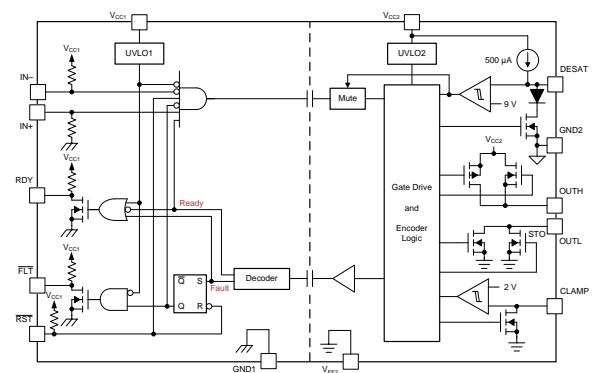 VCC1
VCC2
UVLO1
UVLO2
500 µA
DESAT
VCC1
IN–
IN+
Mute
9 V
GND2
VCC1
VCC2
RDY
Ready
Gate Drive
and
Encoder
Logic
OUTH
OUTL
STO
VCC1
FLT
Q
S
Fault
Decoder
2 V
CLAMP
VCC1
Q
R
RST
GND1
VEE2